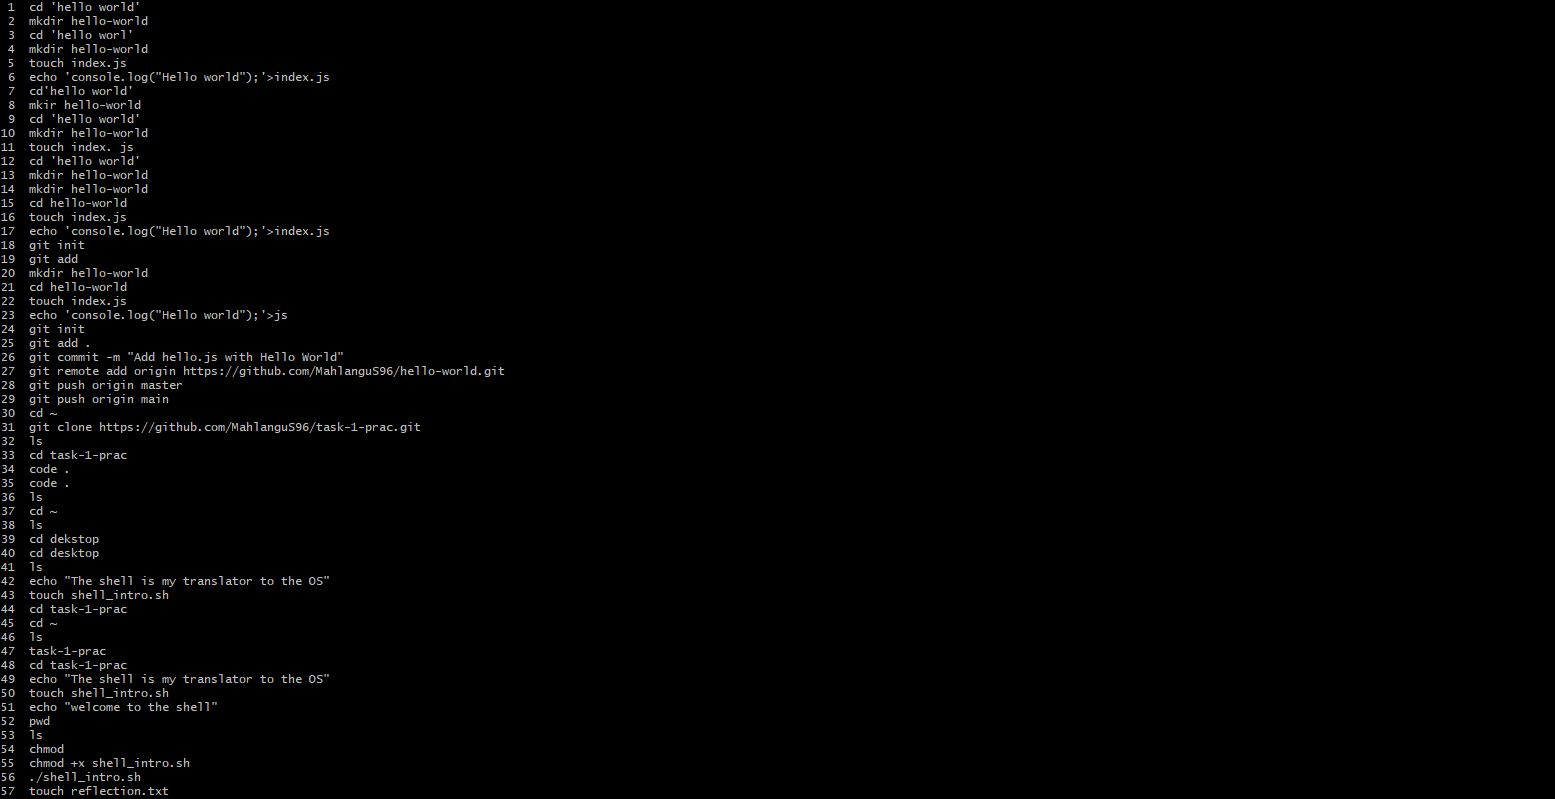 1 cd 'hello world'
2 mkdir hello-world
3 cd 'hello worl'
4 mkdir hello-world
5 touch index.js
6 echo 'console.log("Hello world");'>index.js
7 cd'hello world'
8 mkir hello-world
9 cd 'hello world'
10 mkdir hello-world
11 touch index. js
12 cd 'hello world'
13 mkdir hello-world
14 mkdir hello-world
15 cd hello-world
16 touch index.js
17 echo 'console.log("Hello world");'>index.js
18 git init
19 git add
20 mkdir hello-world
21 cd hello-world
22 touch index.js
23 echo 'console.log("Hello world");'>js
24 git init
25 git add .
26 git commit -m "Add hello.js with Hello World"
27 git remote add origin https://github.com/MahlanguS96/hello-world.git
28 git push origin master
29 git push origin main
30 cd ~
31 git clone https://github.com/MahlanguS96/task-1-prac.git
32 ls
33 cd task-1-prac
34 code .
35 code .
36 ls
37 cd ~
38 ls
39 cd dekstop
40 cd desktop
41 ls
42 echo "The shell is my translator to the OS"
43 touch shell_intro.sh
44 cd task-1-prac
45 cd ~
46 ls
47 task-1-prac
48 cd task-1-prac
49 echo "The shell is my translator to the OS"
50 touch shell_intro.sh
51 echo "welcome to the shell"
52 pwd
53 ls
54 chmod
55 chmod +x shell_intro.sh
56 ./shell_intro.sh
57 touch reflection.txt